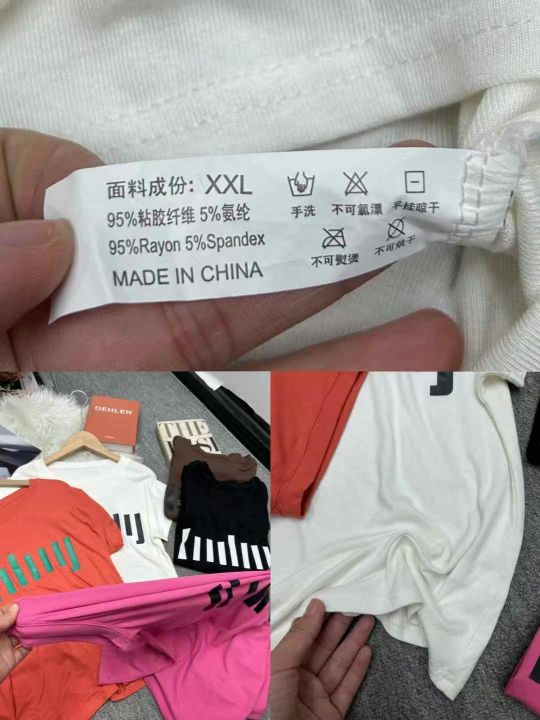 面料成份: XXL
95%粘胶纤维 5%氨纶
95%Rayon 5%Spandex
MADE IN CHINA
手洗 不可氯漂 平挂晾干
不可熨烫 不可烘干
OEHLEN
THE